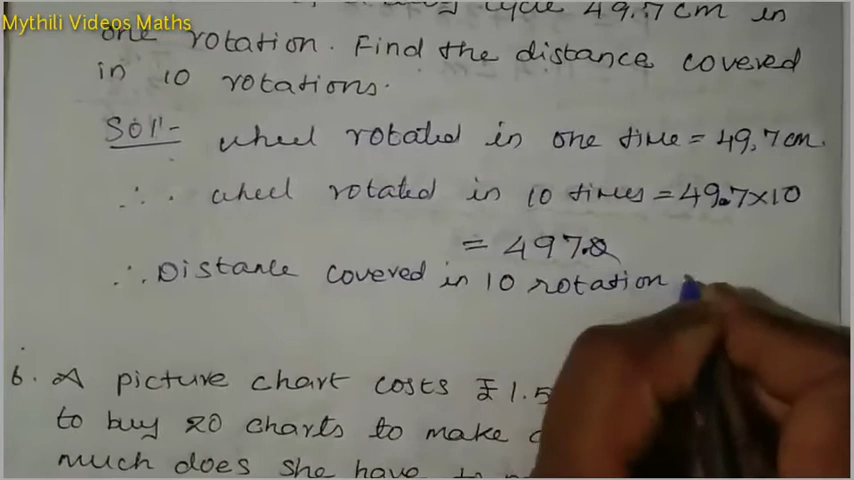 Mythili Videos Maths
cycle 49.7 cm in
one rotation. Find the distance covered
in 10 rotations.
Sol:- wheel rotated in one time = 49.7 cm.
∴ wheel rotated in 10 times = 49.7 × 10
= 497.0
∴ Distance covered in 10 rotation
6. A picture chart costs ₹ 1.5
to buy 20 charts to make
much does she have to